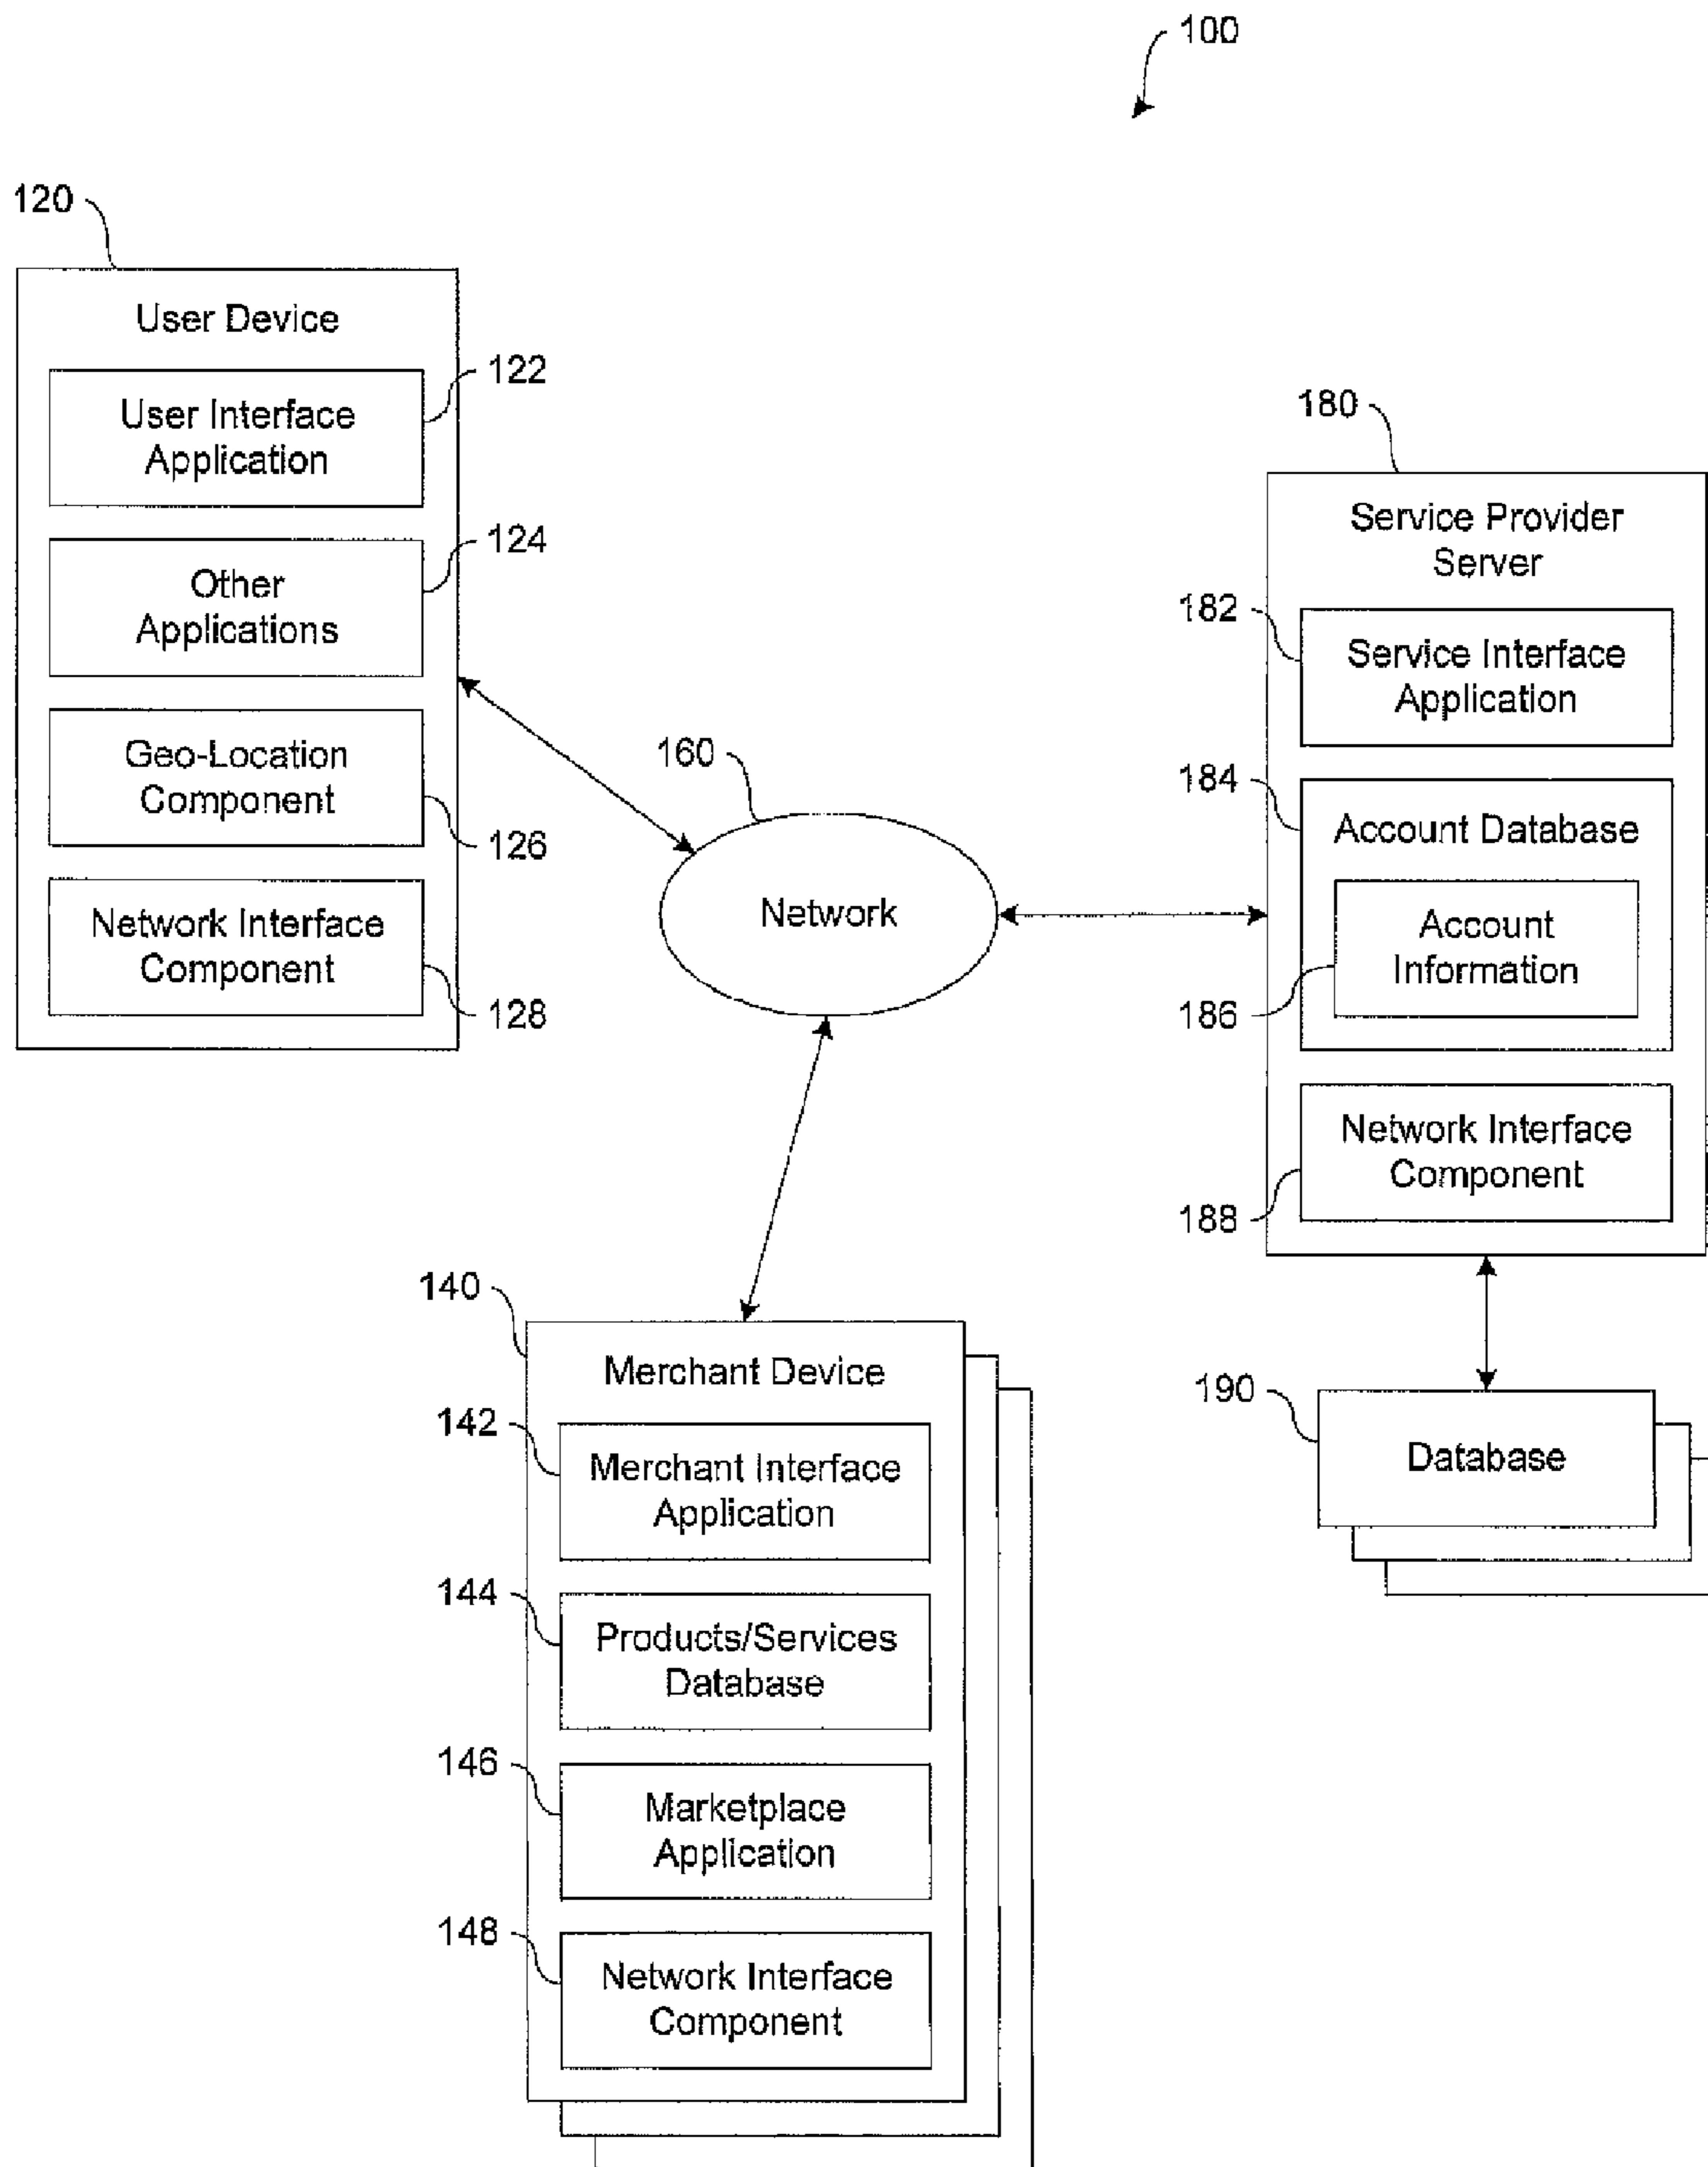 100
120
User Device
122
User Interface
Application
124
Other
Applications
Geo-Location
Component
126
Network Interface
Component
128
160
Network
180
Service Provider
Server
182
Service Interface
Application
184
Account Database
Account
Information
186
Network Interface
Component
188
190
Database
140
Merchant Device
142
Merchant Interface
Application
144
Products/Services
Database
146
Marketplace
Application
148
Network Interface
Component